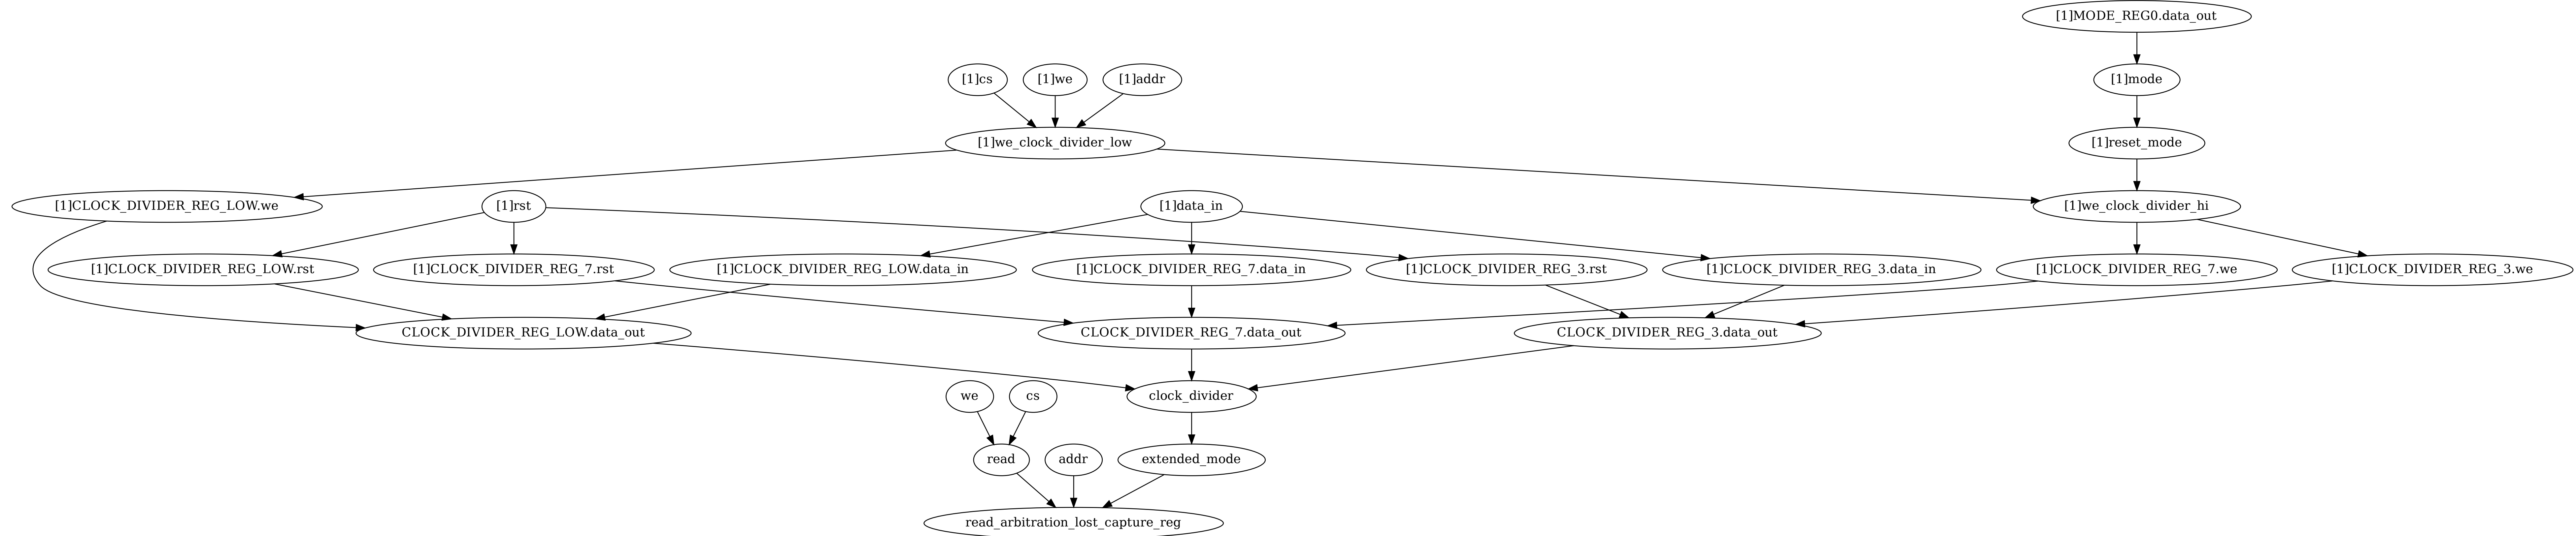 [1]MODE_REG0.data_out
[1]cs
[1]we
[1]addr
[1]mode
[1]we_clock_divider_low
[1]reset_mode
[1]CLOCK_DIVIDER_REG_LOW.we
[1]rst
[1]data_in
[1]we_clock_divider_hi
[1]CLOCK_DIVIDER_REG_LOW.rst
[1]CLOCK_DIVIDER_REG_7.rst
[1]CLOCK_DIVIDER_REG_LOW.data_in
[1]CLOCK_DIVIDER_REG_7.data_in
[1]CLOCK_DIVIDER_REG_3.rst
[1]CLOCK_DIVIDER_REG_3.data_in
[1]CLOCK_DIVIDER_REG_7.we
[1]CLOCK_DIVIDER_REG_3.we
CLOCK_DIVIDER_REG_LOW.data_out
CLOCK_DIVIDER_REG_7.data_out
CLOCK_DIVIDER_REG_3.data_out
we
cs
clock_divider
read
addr
extended_mode
read_arbitration_lost_capture_reg